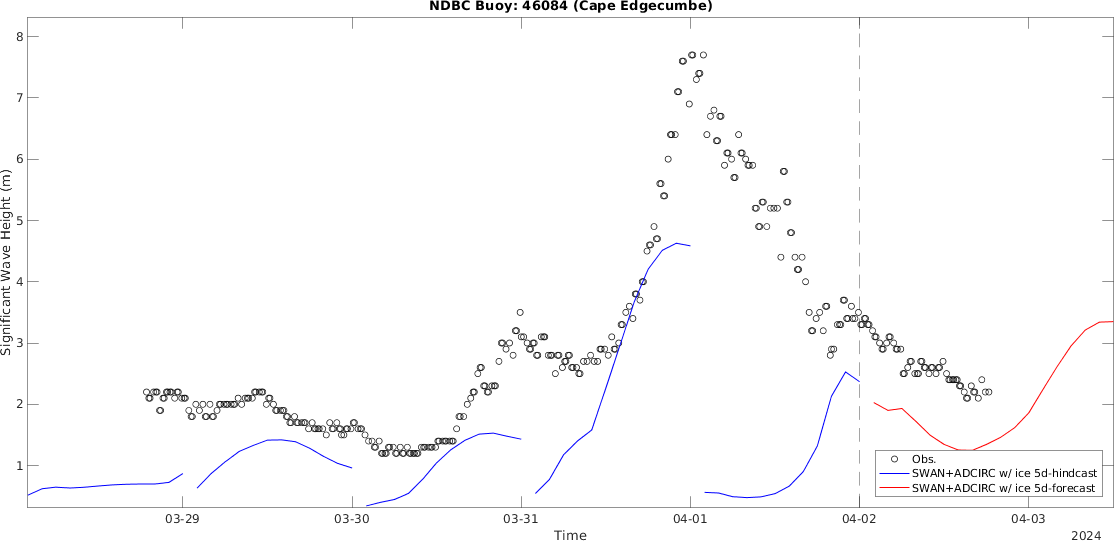 NDBC Buoy: 46084 (Cape Edgecumbe)
Significant Wave Height (m)
8
7
6
5
4
3
2
1
Obs.
SWAN+ADCIRC w/ ice 5d-hindcast
SWAN+ADCIRC w/ ice 5d-forecast
03-29
03-30
03-31
04-01
04-02
04-03
Time
2024